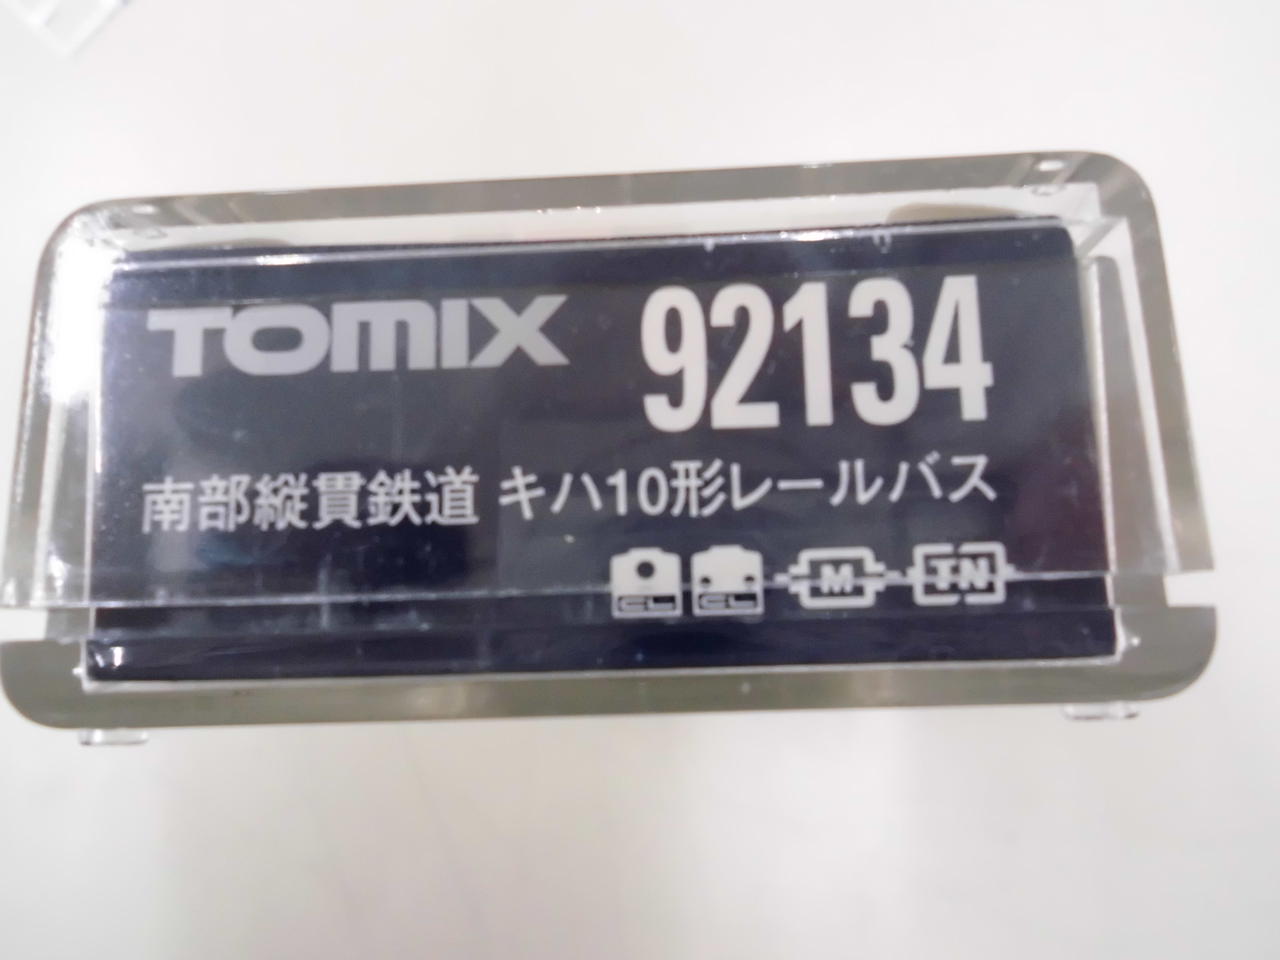 TOMIX 92134
南部縦貫鉄道 キハ10形レールバス
CL CL M TN